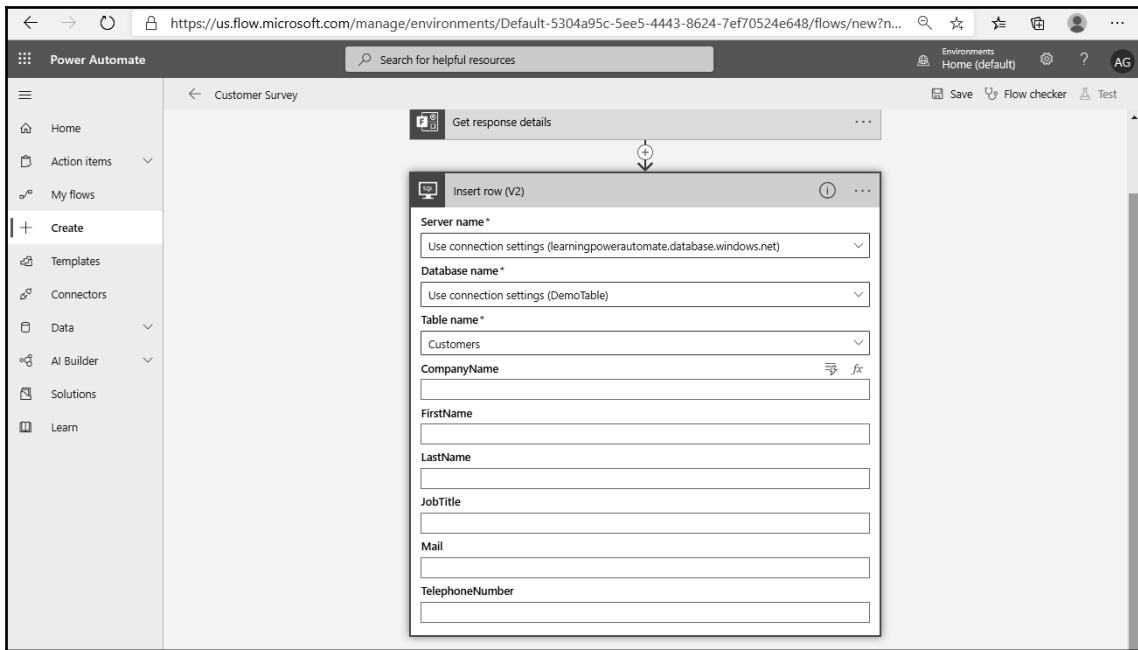 https://us.flow.microsoft.com/manage/environments/Default-5304a95c-5ee5-4443-8624-7ef70524e648/flows/new?n...
Power Automate
Search for helpful resources
Environments
Home (default)
?
AG
Customer Survey
Save Flow checker Test
Home
Action items
My flows
Create
Templates
Connectors
Data
AI Builder
Solutions
Learn
Get response details
SQL Insert row (V2)
Server name*
Use connection settings (learningpowerautomate.database.windows.net)
Database name*
Use connection settings (DemoTable)
Table name*
Customers
CompanyName fx
FirstName
LastName
JobTitle
Mail
TelephoneNumber